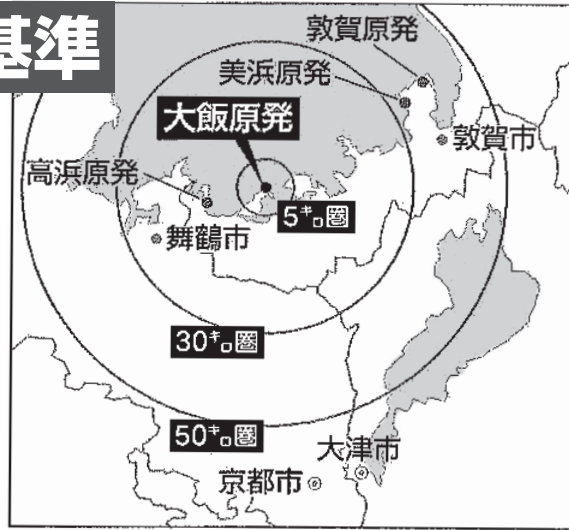 基準
敦賀原発
美浜原発
大飯原発
敦賀市
高浜原発
5㌔圏
舞鶴市
30㌔圏
50㌔圏
大津市
京都市